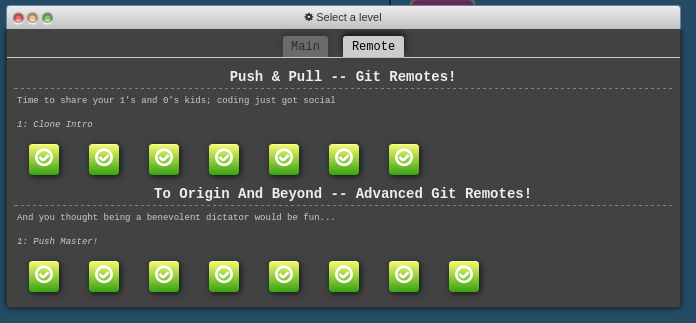 Select a level
Main
Remote
Push & Pull -- Git Remotes!
Time to share your 1's and 0's kids; coding just got social
1: Clone Intro
To Origin And Beyond -- Advanced Git Remotes!
And you thought being a benevolent dictator would be fun...
1: Push Master!